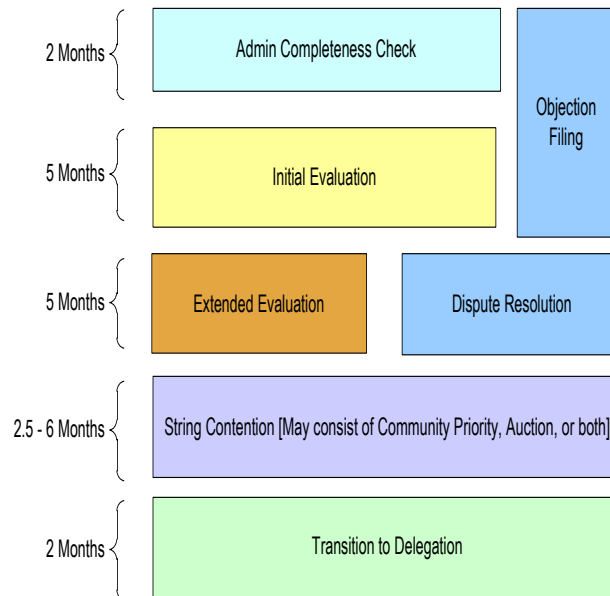 2 Months
Admin Completeness Check
Objection
Filing
5 Months
Initial Evaluation
5 Months
Extended Evaluation
Dispute Resolution
2.5 - 6 Months
String Contention [May consist of Community Priority, Auction, or both]
2 Months
Transition to Delegation